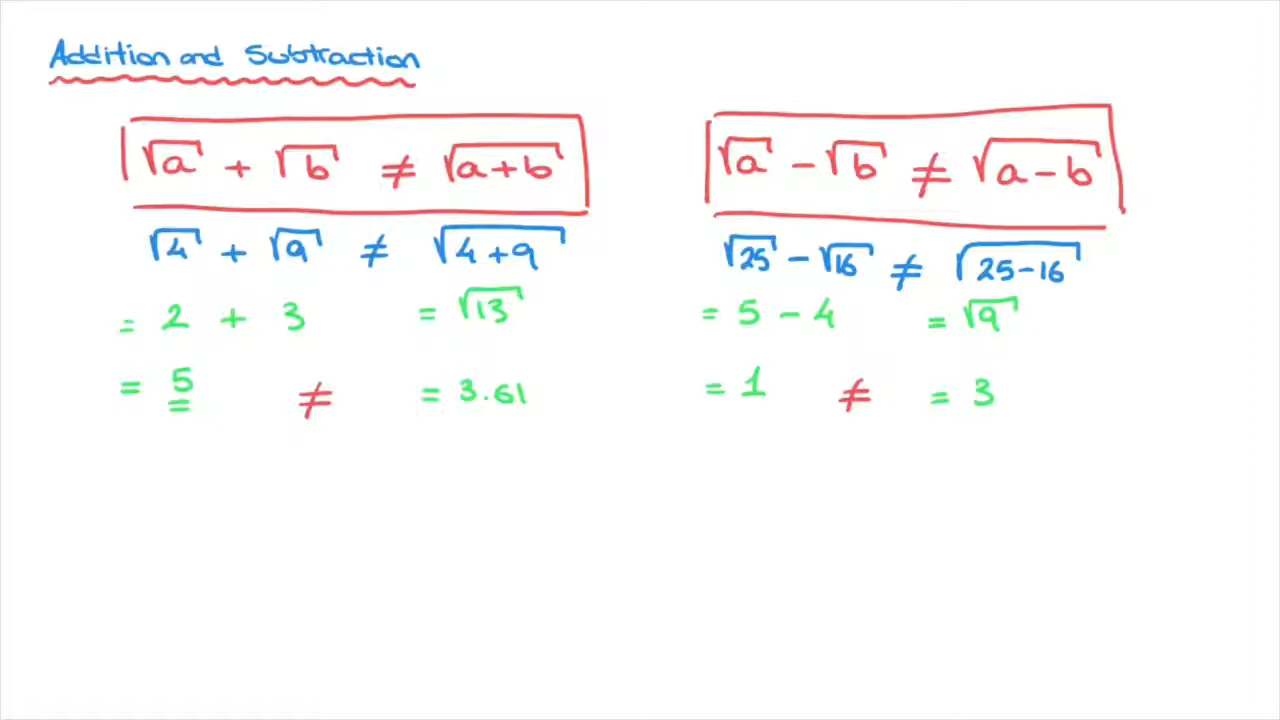 Addition and Subtraction
√a + √b ≠ √(a+b)
√4 + √9 ≠ √(4+9)
= 2 + 3 = √13
= 5 ≠ = 3.61
√a - √b ≠ √(a-b)
√25 - √16 ≠ √(25-16)
= 5 - 4 = √9
= 1 ≠ = 3